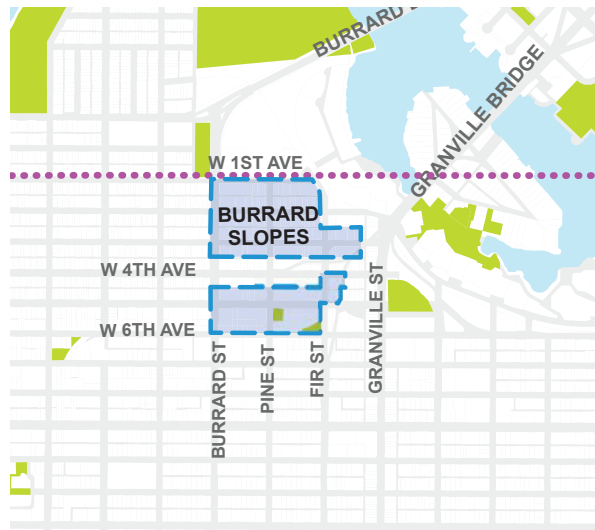 BURRARD B
GRANVILLE BRIDGE
W 1ST AVE
BURRARD
SLOPES
W 4TH AVE
W 6TH AVE
BURRARD ST
PINE ST
FIR ST
GRANVILLE ST